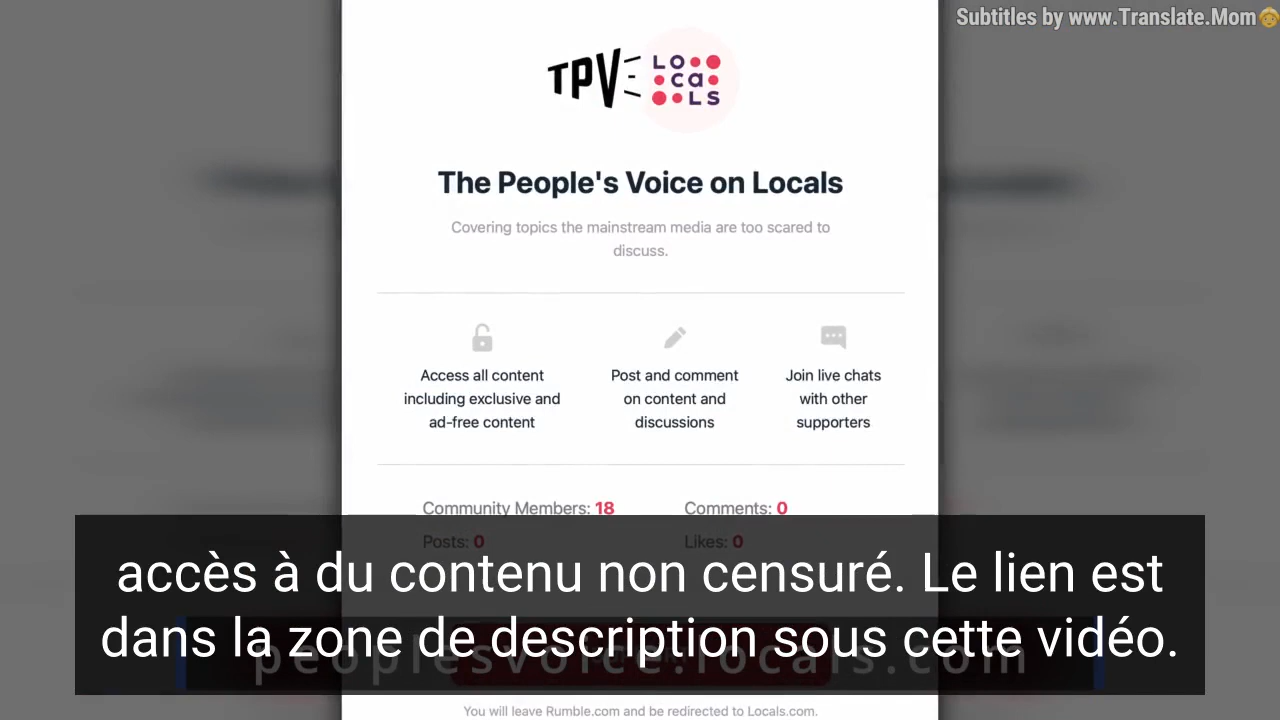 Subtitles by www.Translate.Mom
TPV LOCALS
The People's Voice on Locals
Covering topics the mainstream media are too scared to
discuss.
Access all content
including exclusive and
ad-free content
Post and comment
on content and
discussions
Join live chats
with other
supporters
Community Members: 18
Comments: 0
Posts: 0
Likes: 0
accès à du contenu non censuré. Le lien est
dans la zone de description sous cette vidéo.
peoplesvoice.locals.com
You will leave Rumble.com and be redirected to Locals.com.